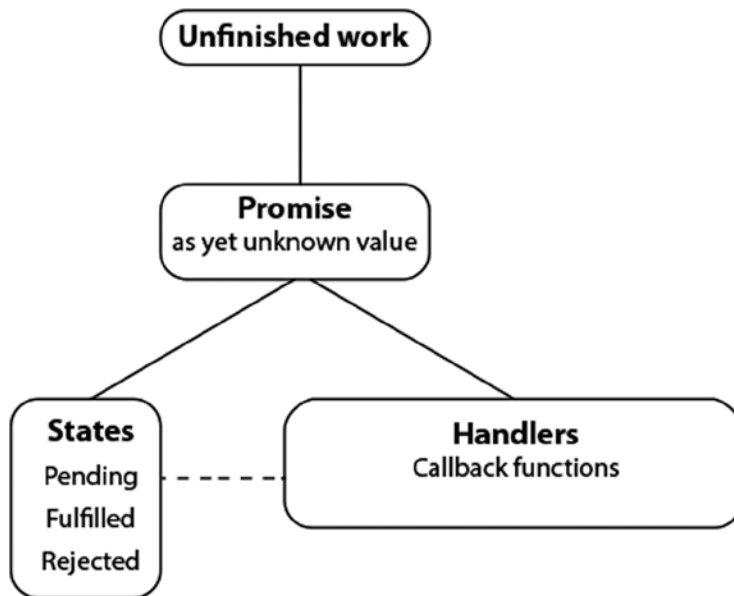 Unfinished work
Promise
as yet unknown value
States
Pending
Fulfilled
Rejected
Handlers
Callback functions